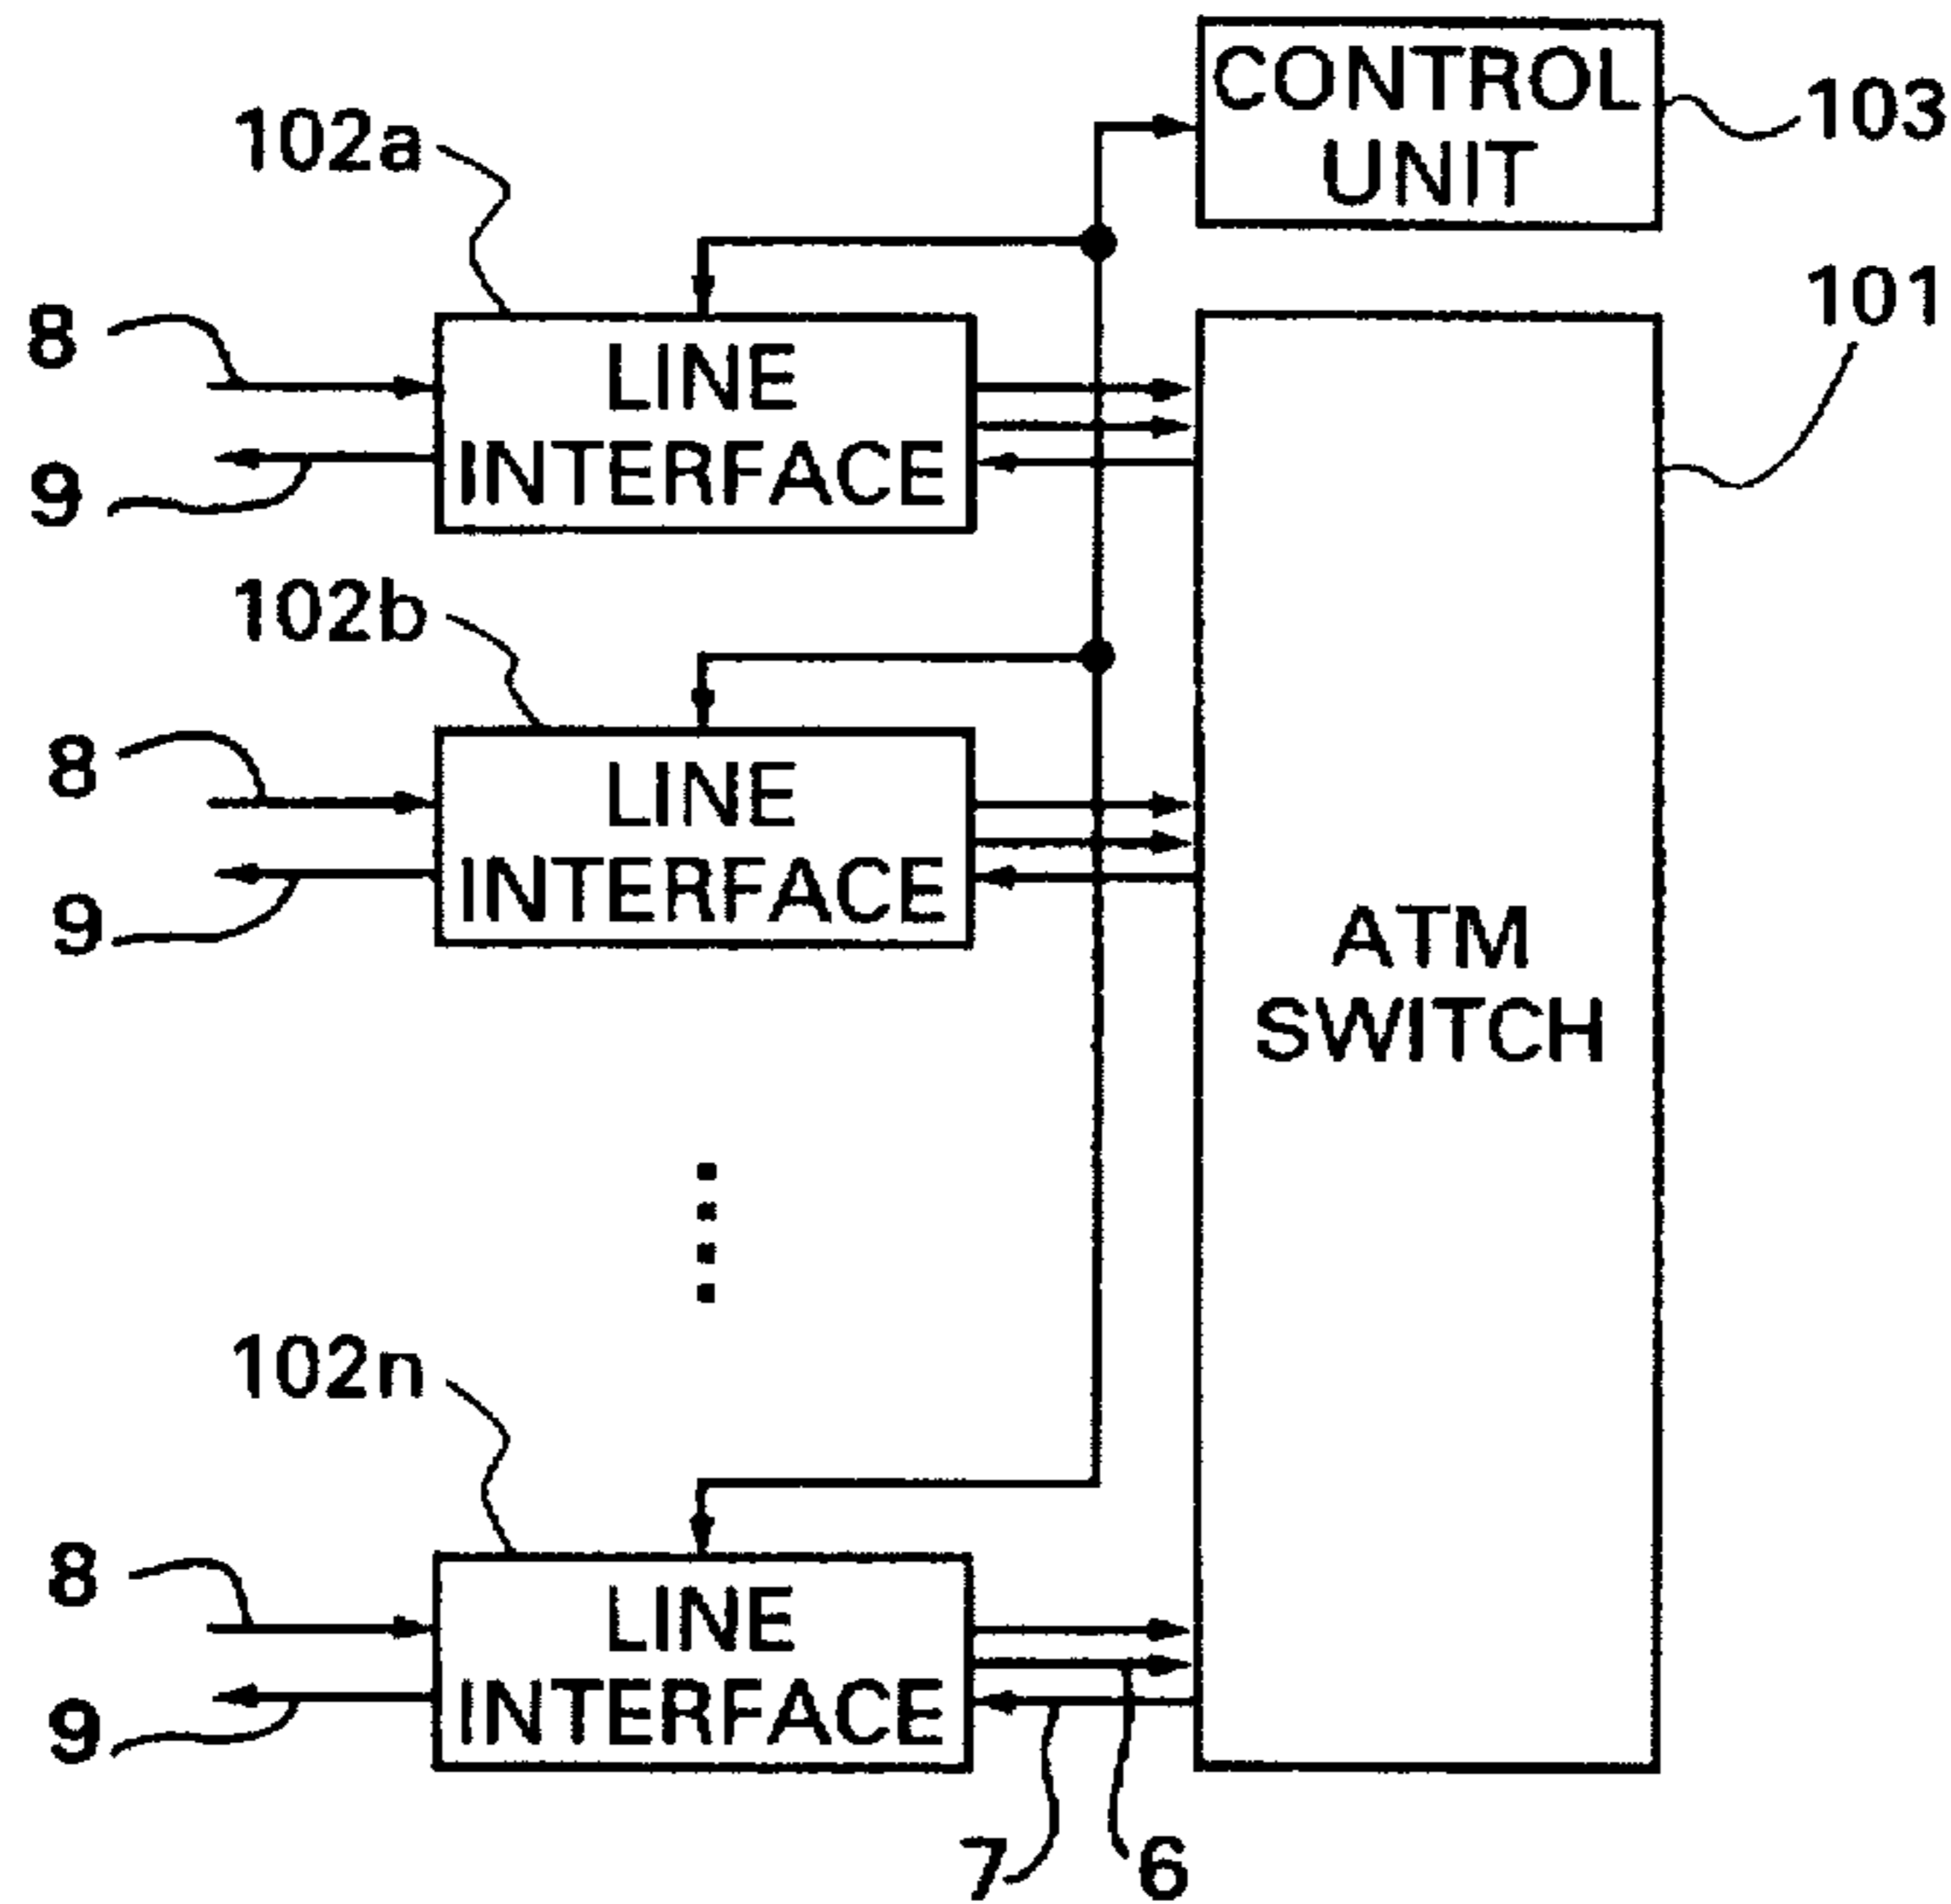 CONTROL
UNIT
103
102a
101
8
LINE
INTERFACE
9
102b
8
LINE
INTERFACE
9
ATM
SWITCH
102n
8
LINE
INTERFACE
9
7
6